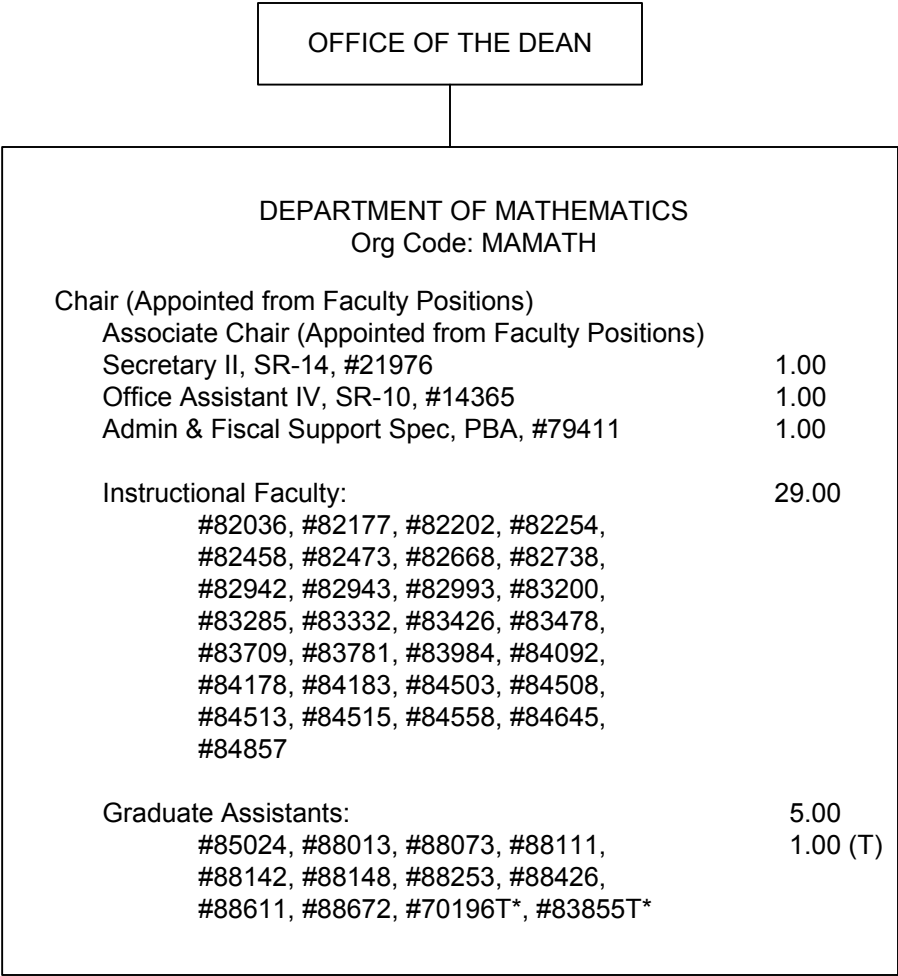 OFFICE OF THE DEAN
DEPARTMENT OF MATHEMATICS
Org Code: MAMATH
Chair (Appointed from Faculty Positions)
Associate Chair (Appointed from Faculty Positions)
Secretary II, SR-14, #21976 1.00
Office Assistant IV, SR-10, #14365 1.00
Admin & Fiscal Support Spec, PBA, #79411 1.00
Instructional Faculty: 29.00
#82036, #82177, #82202, #82254,
#82458, #82473, #82668, #82738,
#82942, #82943, #82993, #83200,
#83285, #83332, #83426, #83478,
#83709, #83781, #83984, #84092,
#84178, #84183, #84503, #84508,
#84513, #84515, #84558, #84645,
#84857
Graduate Assistants: 5.00
#85024, #88013, #88073, #88111, 1.00 (T)
#88142, #88148, #88253, #88426,
#88611, #88672, #70196T*, #83855T*